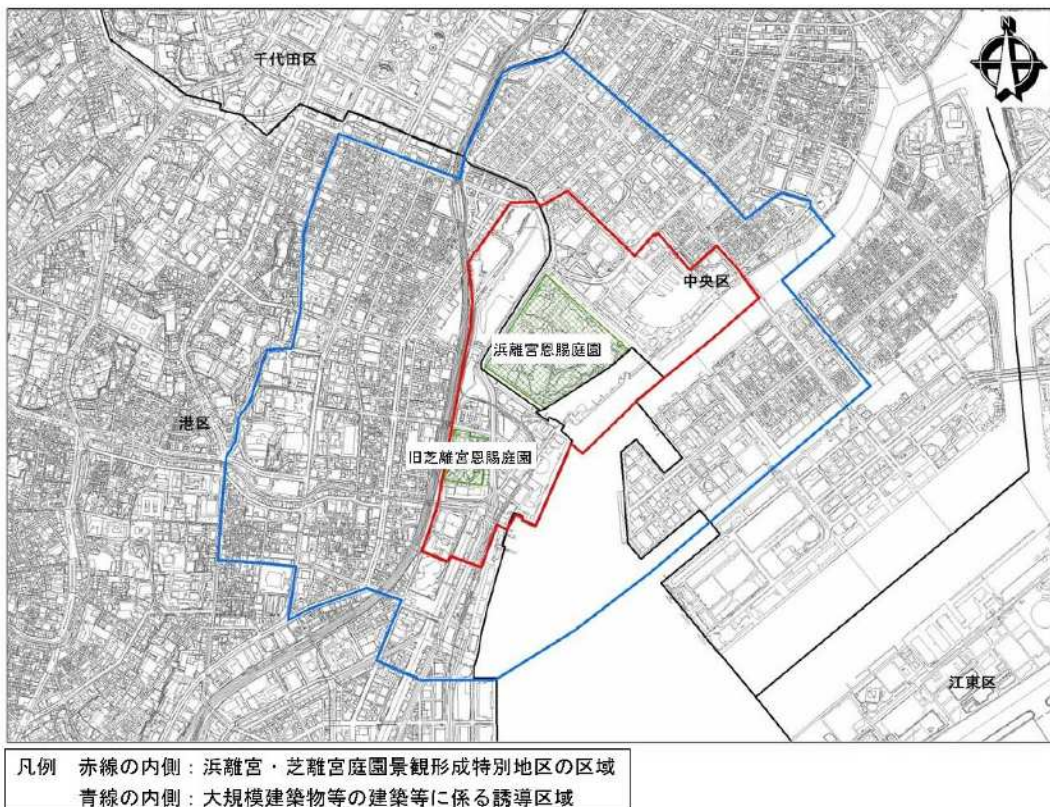 N
千代田区
中央区
浜離宮恩賜庭園
港区
旧芝離宮恩賜庭園
江東区
凡例 赤線の内側:浜離宮・芝離宮庭園景観形成特別地区の区域
青線の内側:大規模建築物等の建築等に係る誘導区域